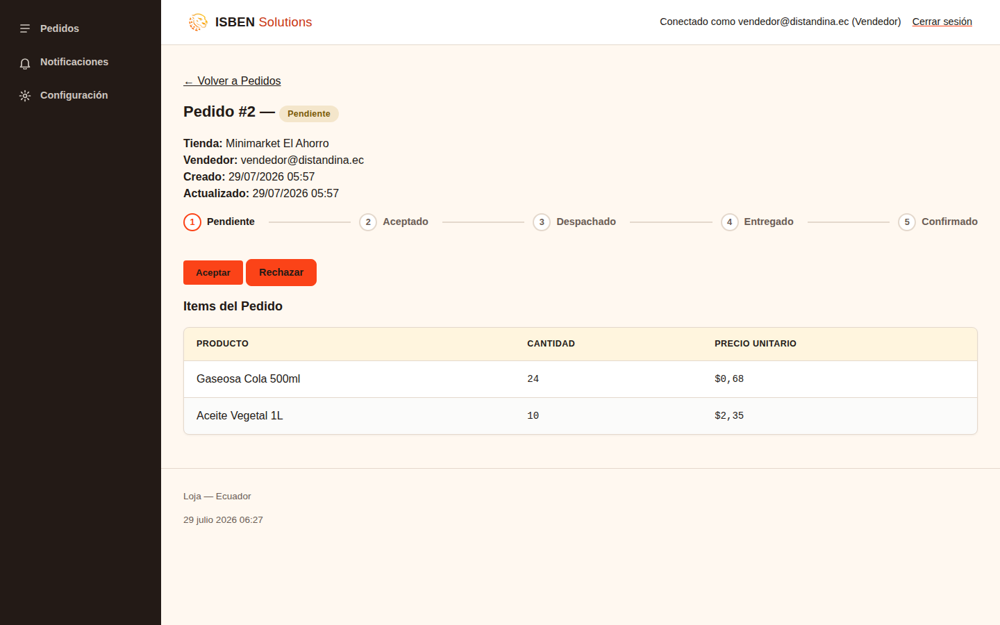 Pedidos
Notificaciones
Configuración
ISBEN Solutions
Conectado como vendedor@distandina.ec (Vendedor) Cerrar sesión
← Volver a Pedidos
Pedido #2 — Pendiente
Tienda: Minimarket El Ahorro
Vendedor: vendedor@distandina.ec
Creado: 29/07/2026 05:57
Actualizado: 29/07/2026 05:57
1 Pendiente 2 Aceptado 3 Despachado 4 Entregado 5 Confirmado
Aceptar Rechazar
Items del Pedido
PRODUCTO CANTIDAD PRECIO UNITARIO
Gaseosa Cola 500ml 24 $0,68
Aceite Vegetal 1L 10 $2,35
Loja — Ecuador
29 julio 2026 06:27